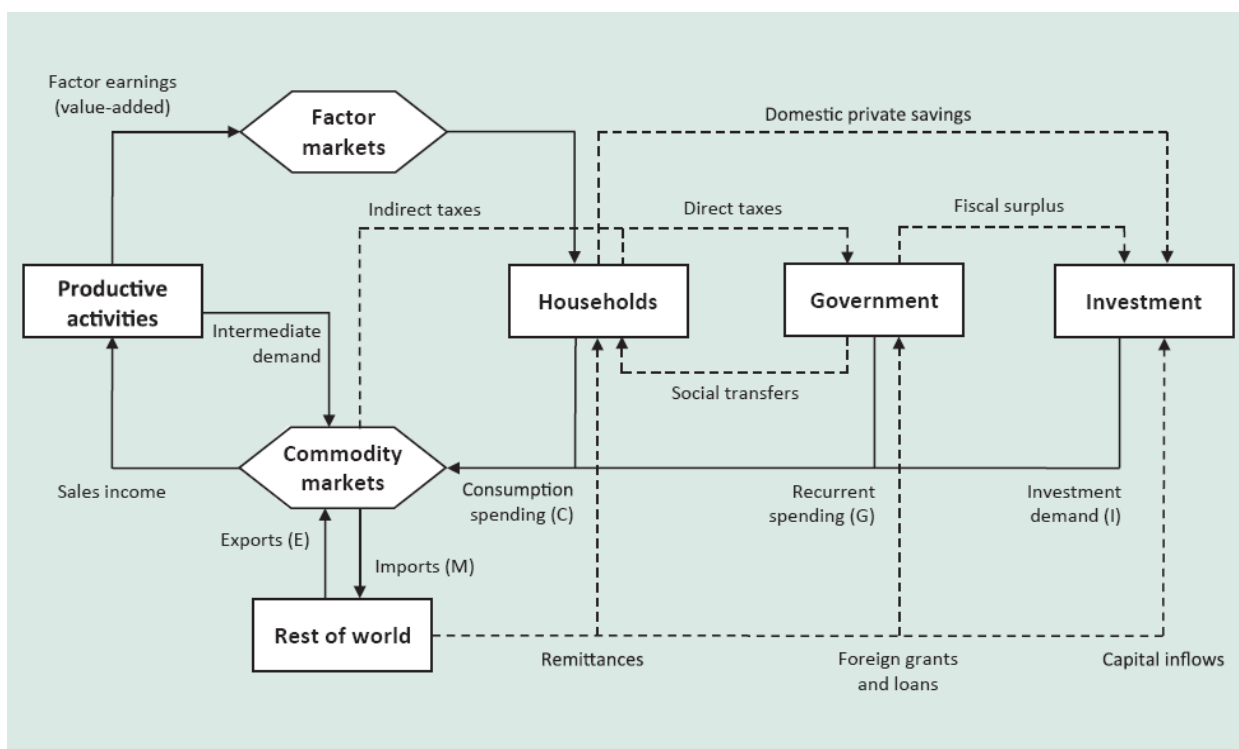 Factor earnings
(value-added)
Factor
markets
Domestic private savings
Indirect taxes
Direct taxes
Fiscal surplus
Productive
activities
Households
Government
Investment
Intermediate
demand
Social transfers
Commodity
markets
Sales income
Consumption
spending (C)
Recurrent
spending (G)
Investment
demand (I)
Exports (E)
Imports (M)
Rest of world
Remittances
Foreign grants
and loans
Capital inflows